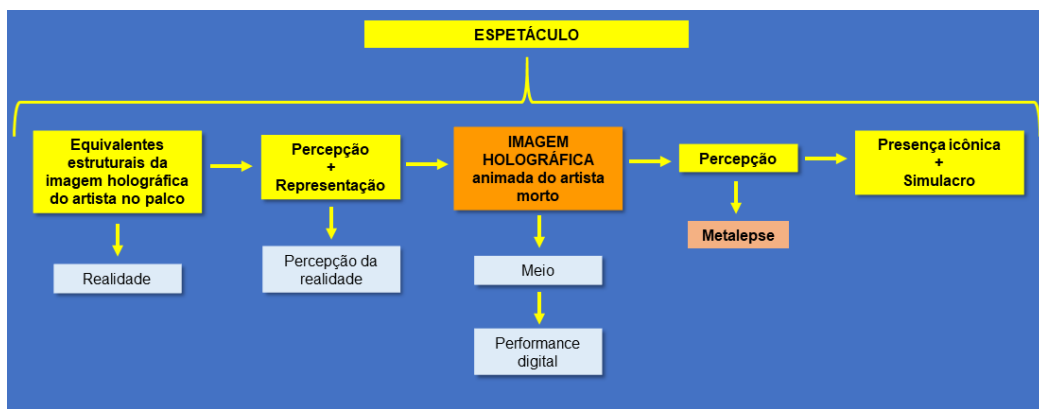 ESPETÁCULO
Equivalentes
estruturais da
imagem holográfica
do artista no palco
Percepção
+
Representação
IMAGEM
HOLOGRÁFICA
animada do artista
morto
Percepção
Presença icônica
+
Simulacro
Realidade
Percepção da
realidade
Meio
Metalepse
Performance
digital